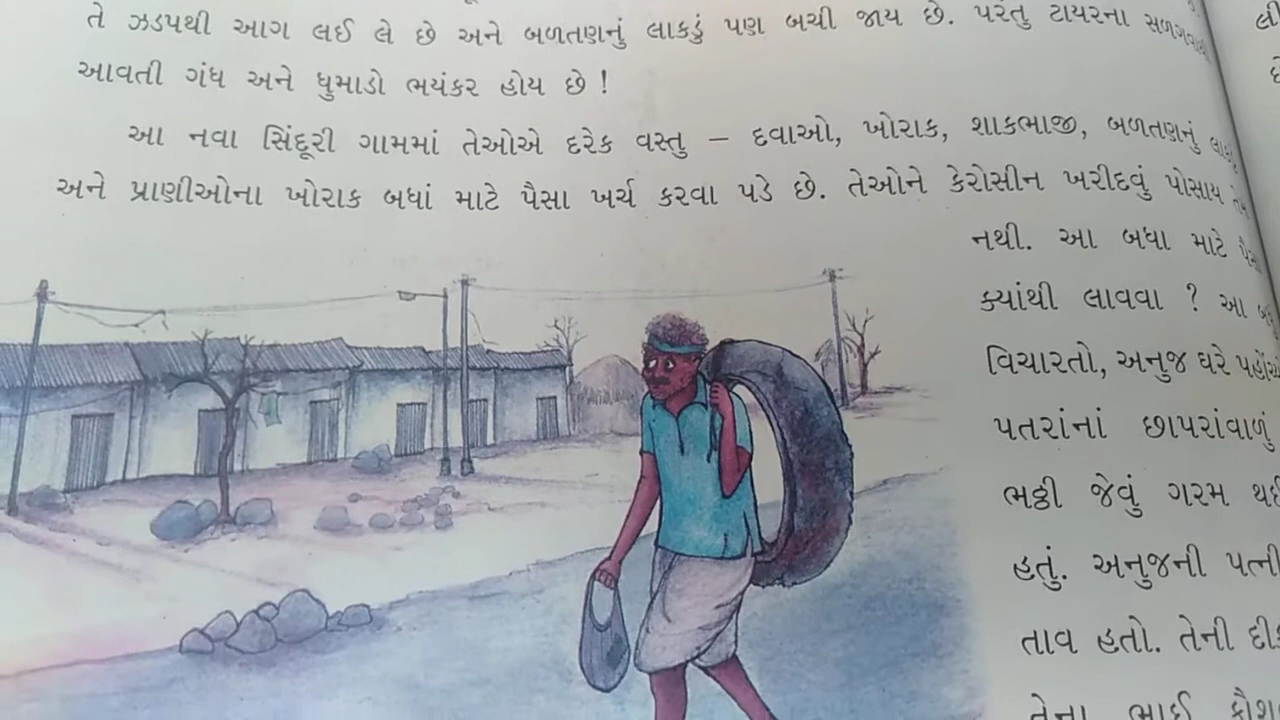 તે ઝડપથી આગ લઈ લે છે અને બળતણનું લાકડું પણ બચી જાય છે. પરંતુ ટાયરના
આવતી ગંધ અને ધુમાડો ભયંકર હોય છે !
આ નવા સિંદૂરી ગામમાં તેઓએ દરેક વસ્તુ – દવાઓ, ખોરાક, શાકભાજી, બળતણનું
અને પ્રાણીઓના ખોરાક બધાં માટે પૈસા ખર્ચ કરવા પડે છે. તેઓને કેરોસીન ખરીદવું પોસાય તેમ
નથી. આ બધા માટે પૈસા
ક્યાંથી લાવવા ? આ
વિચારતો, અનુજ ઘરે
પતરાંનાં છાપરાંવાળું
ભઠ્ઠી જેવું ગરમ
હતું. અનુજની પત્ની
તાવ હતો. તેની
તેના ભાઈ